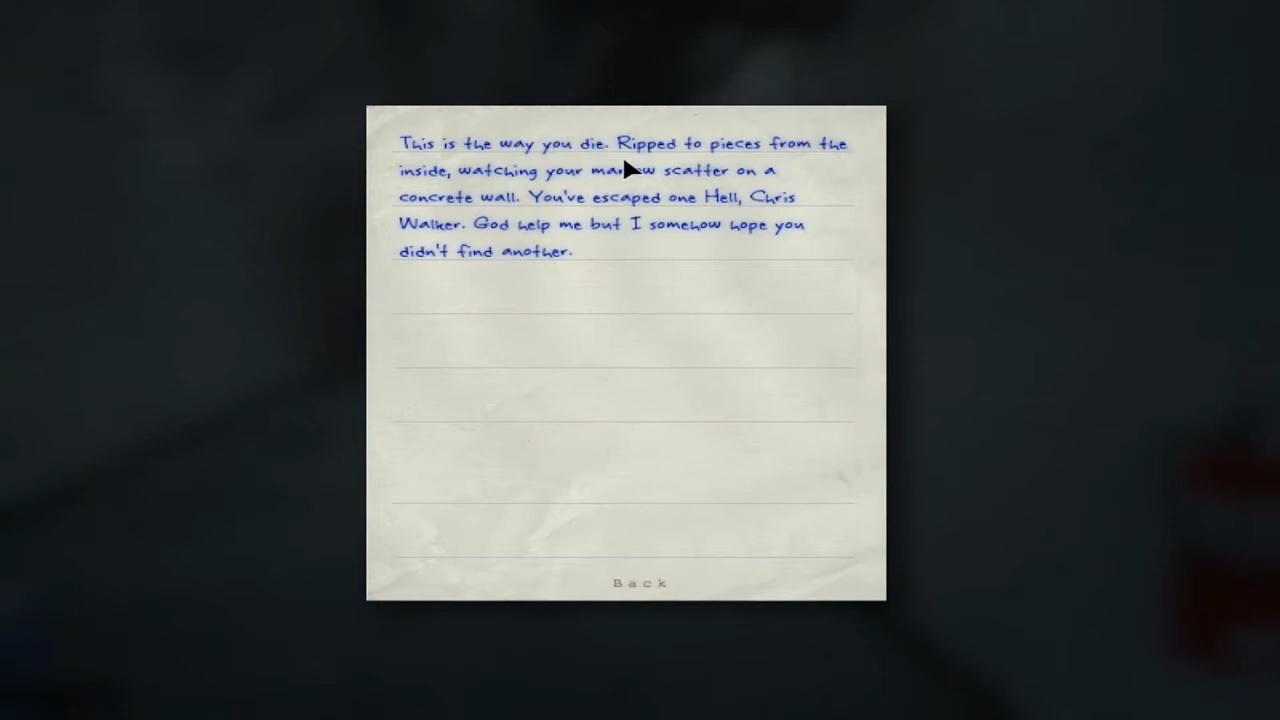 This is the way you die. Ripped to pieces from the
inside, watching your marrow scatter on a
concrete wall. You've escaped one Hell, Chris
Walker. God help me but I somehow hope you
didn't find another.
Back